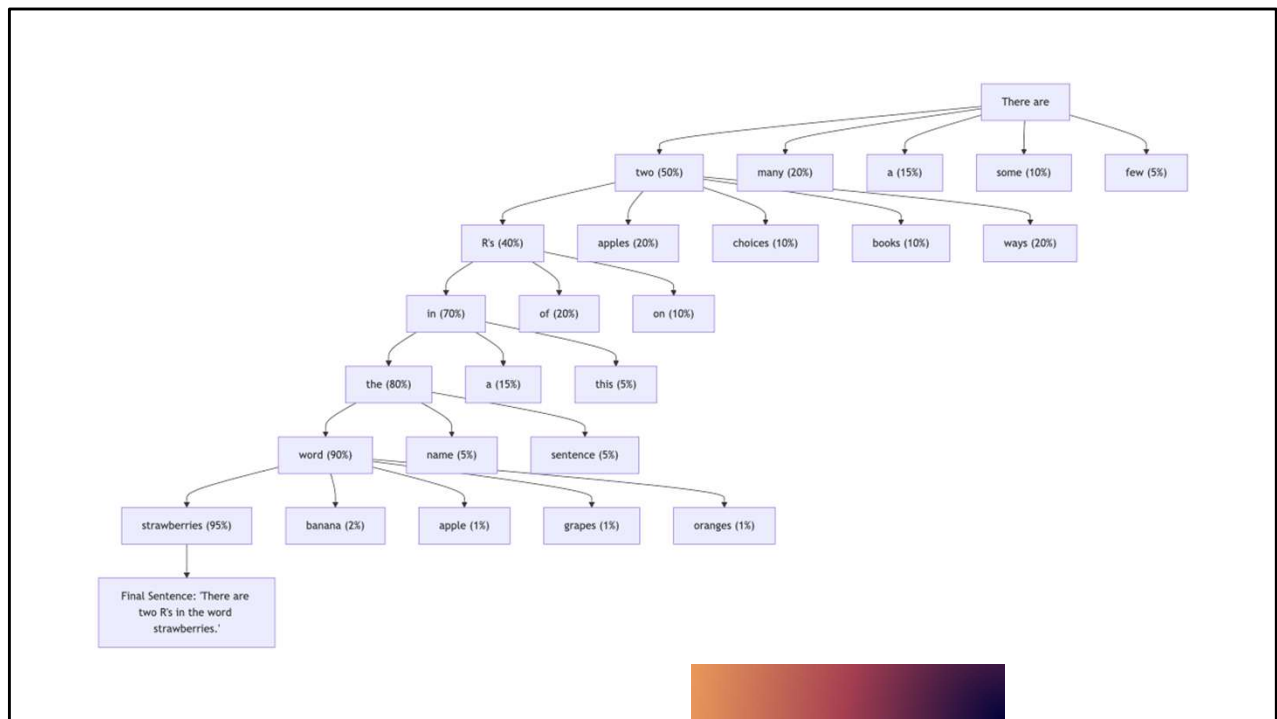 There are
two (50%)
many (20%)
a (15%)
some (10%)
few (5%)
R's (40%)
apples (20%)
choices (10%)
books (10%)
ways (20%)
in (70%)
of (20%)
on (10%)
the (80%)
a (15%)
this (5%)
word (90%)
name (5%)
sentence (5%)
strawberries (95%)
banana (2%)
apple (1%)
grapes (1%)
oranges (1%)
Final Sentence: 'There are
two R's in the word
strawberries.'